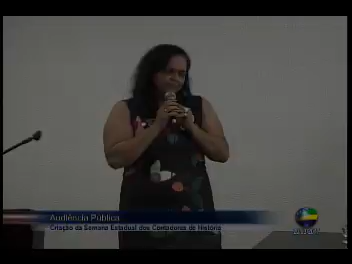 Audiência Pública
Criação da Semana Estadual dos Contadores de História